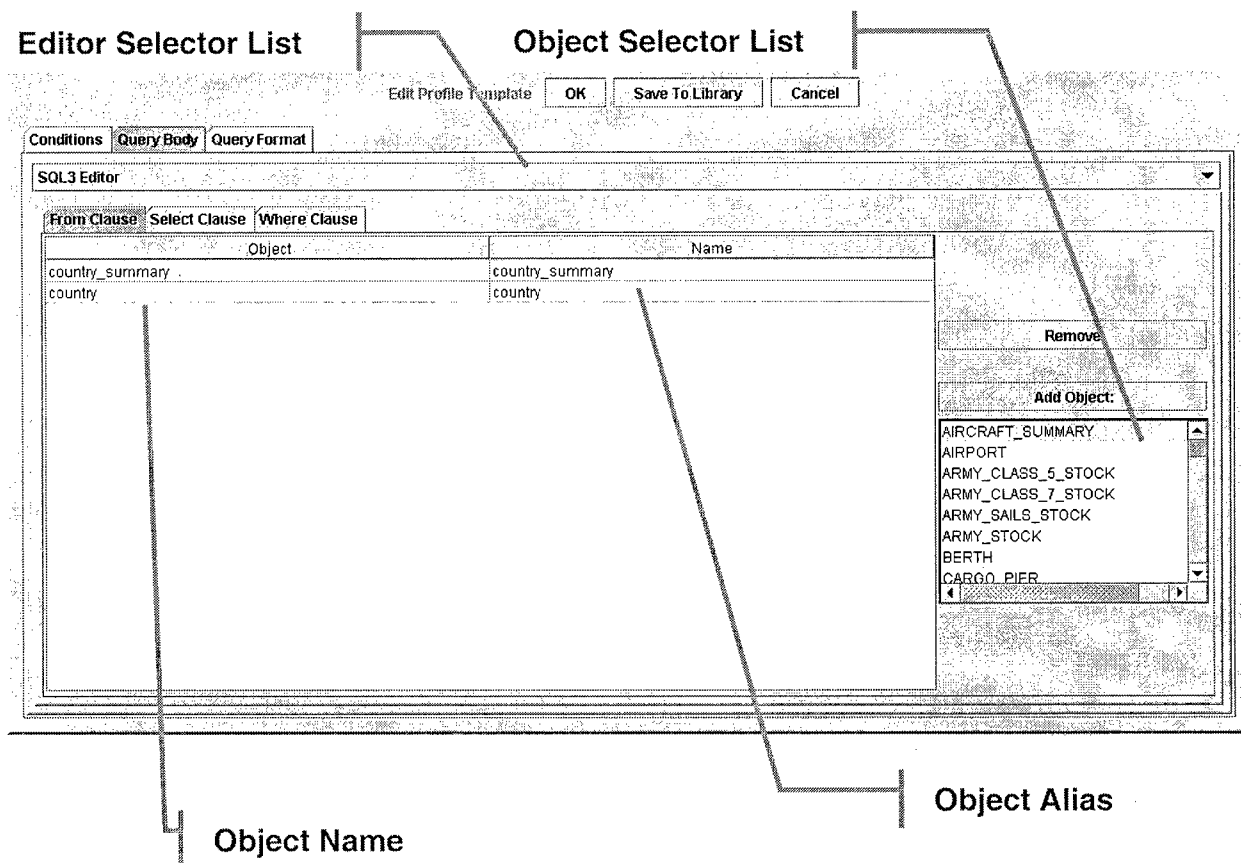 Editor Selector List
Object Selector List
Edit Profile Template OK Save To Library Cancel
Conditions Query Body Query Format
SQL3 Editor
From Clause Select Clause Where Clause
Object Name
country_summary country_summary
country country
Remove
Add Object:
AIRCRAFT_SUMMARY
AIRPORT
ARMY_CLASS_5_STOCK
ARMY_CLASS_7_STOCK
ARMY_SAILS_STOCK
ARMY_STOCK
BERTH
CARGO_PIER
Object Alias
Object Name